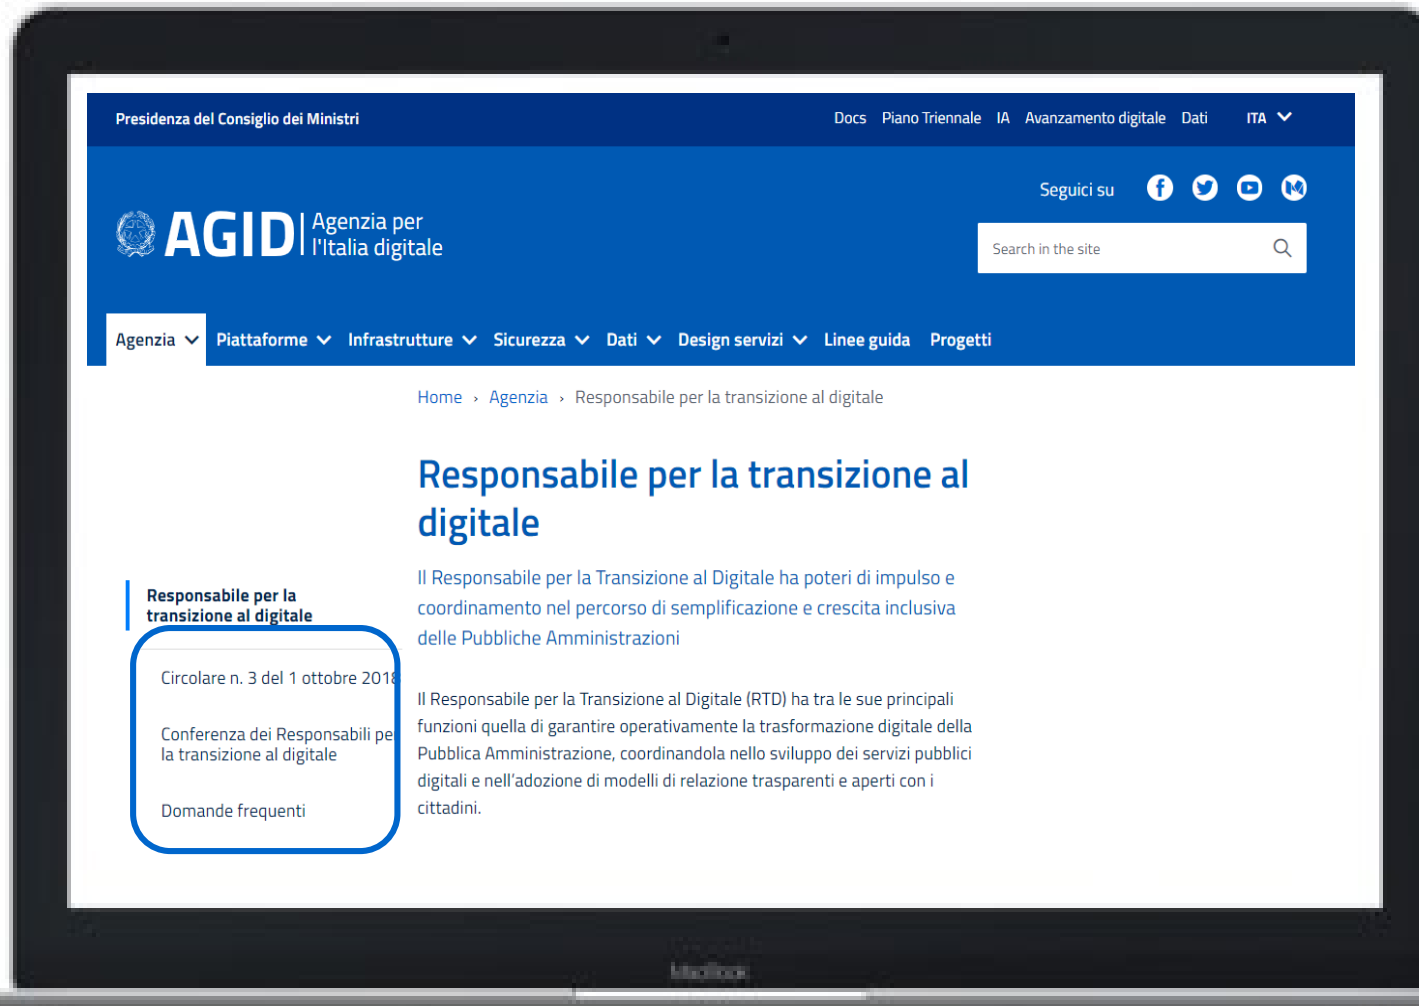 Presidenza del Consiglio dei Ministri
Docs Piano Triennale IA Avanzamento digitale Dati ITA
Seguici su
AGID Agenzia per
l'Italia digitale
Search in the site
Agenzia Piattaforme Infrastrutture Sicurezza Dati Design servizi Linee guida Progetti
Home › Agenzia › Responsabile per la transizione al digitale
Responsabile per la transizione al
digitale
Il Responsabile per la Transizione al Digitale ha poteri di impulso e
coordinamento nel percorso di semplificazione e crescita inclusiva
delle Pubbliche Amministrazioni
Responsabile per la
transizione al digitale
Circolare n. 3 del 1 ottobre 2018
Conferenza dei Responsabili per
la transizione al digitale
Domande frequenti
Il Responsabile per la Transizione al Digitale (RTD) ha tra le sue principali
funzioni quella di garantire operativamente la trasformazione digitale della
Pubblica Amministrazione, coordinandola nello sviluppo dei servizi pubblici
digitali e nell'adozione di modelli di relazione trasparenti e aperti con i
cittadini.
MacBook